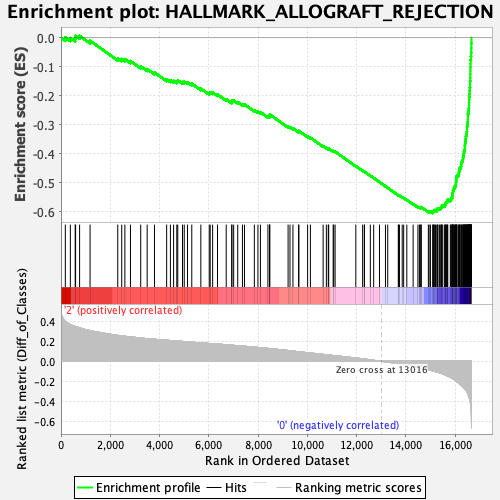 Enrichment plot: HALLMARK_ALLOGRAFT_REJECTION
Enrichment score (ES)
0.0
-0.1
-0.2
-0.3
-0.4
-0.5
-0.6
Ranked list metric (Diff_of_Classes)
0.4
0.2
0.0
-0.2
-0.4
-0.6
'2' (positively correlated)
Zero cross at 13016
'0' (negatively correlated)
0 2,000 4,000 6,000 8,000 10,000 12,000 14,000 16,000
Rank in Ordered Dataset
Enrichment profile Hits Ranking metric scores